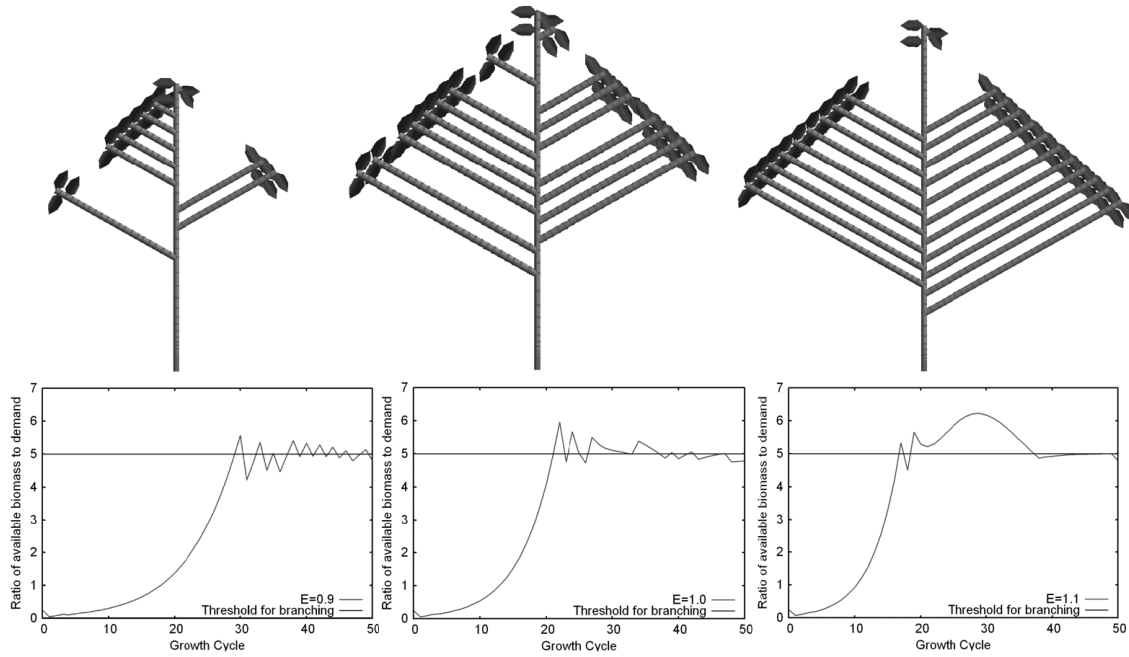 Ratio of available biomass to demand
7
6
5
4
3
2
1
0
0 10 20 30 40 50
Growth Cycle
E=0.9
Threshold for branching
Ratio of available biomass to demand
7
6
5
4
3
2
1
0
0 10 20 30 40 50
Growth Cycle
E=1.0
Threshold for branching
Ratio of available biomass to demand
7
6
5
4
3
2
1
0
0 10 20 30 40 50
Growth Cycle
E=1.1
Threshold for branching